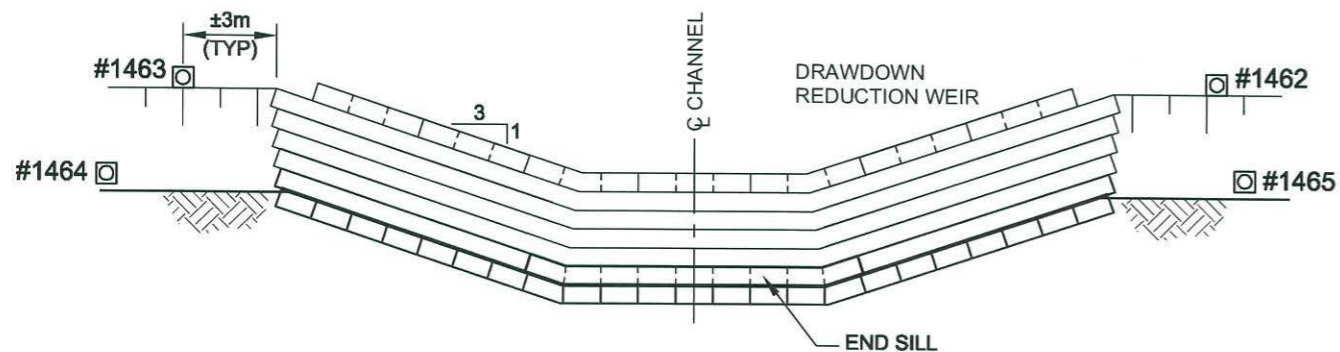 ±3m
(TYP)
#1463
3
1
℄ CHANNEL
DRAWDOWN
REDUCTION WEIR
#1462
#1464
#1465
END SILL